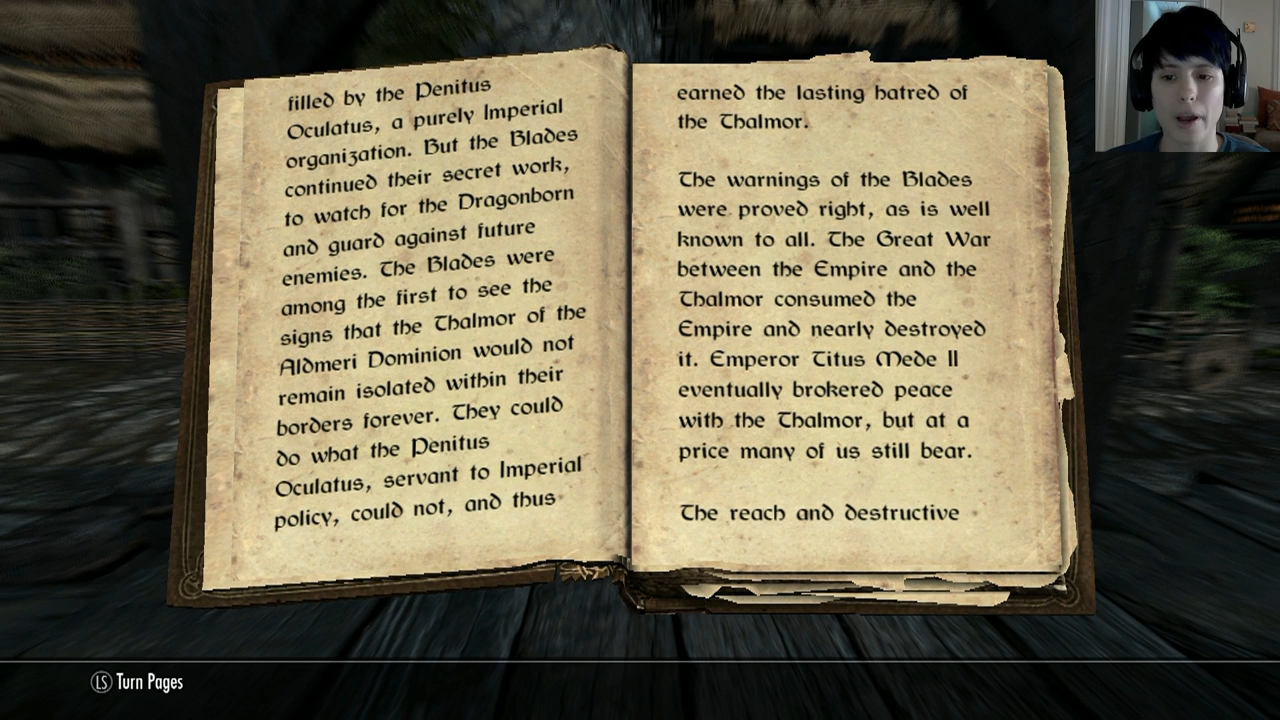 filled by the Penitus
Oculatus, a purely Imperial
organization. But the Blades
continued their secret work,
to watch for the Dragonborn
and guard against future
enemies. The Blades were
among the first to see the
signs that the Thalmor of the
Aldmeri Dominion would not
remain isolated within their
borders forever. They could
do what the Penitus
Oculatus, servant to Imperial
policy, could not, and thus
earned the lasting hatred of
the Thalmor.
The warnings of the Blades
were proved right, as is well
known to all. The Great War
between the Empire and the
Thalmor consumed the
Empire and nearly destroyed
it. Emperor Titus Mede II
eventually brokered peace
with the Thalmor, but at a
price many of us still bear.
The reach and destructive
LS Turn Pages